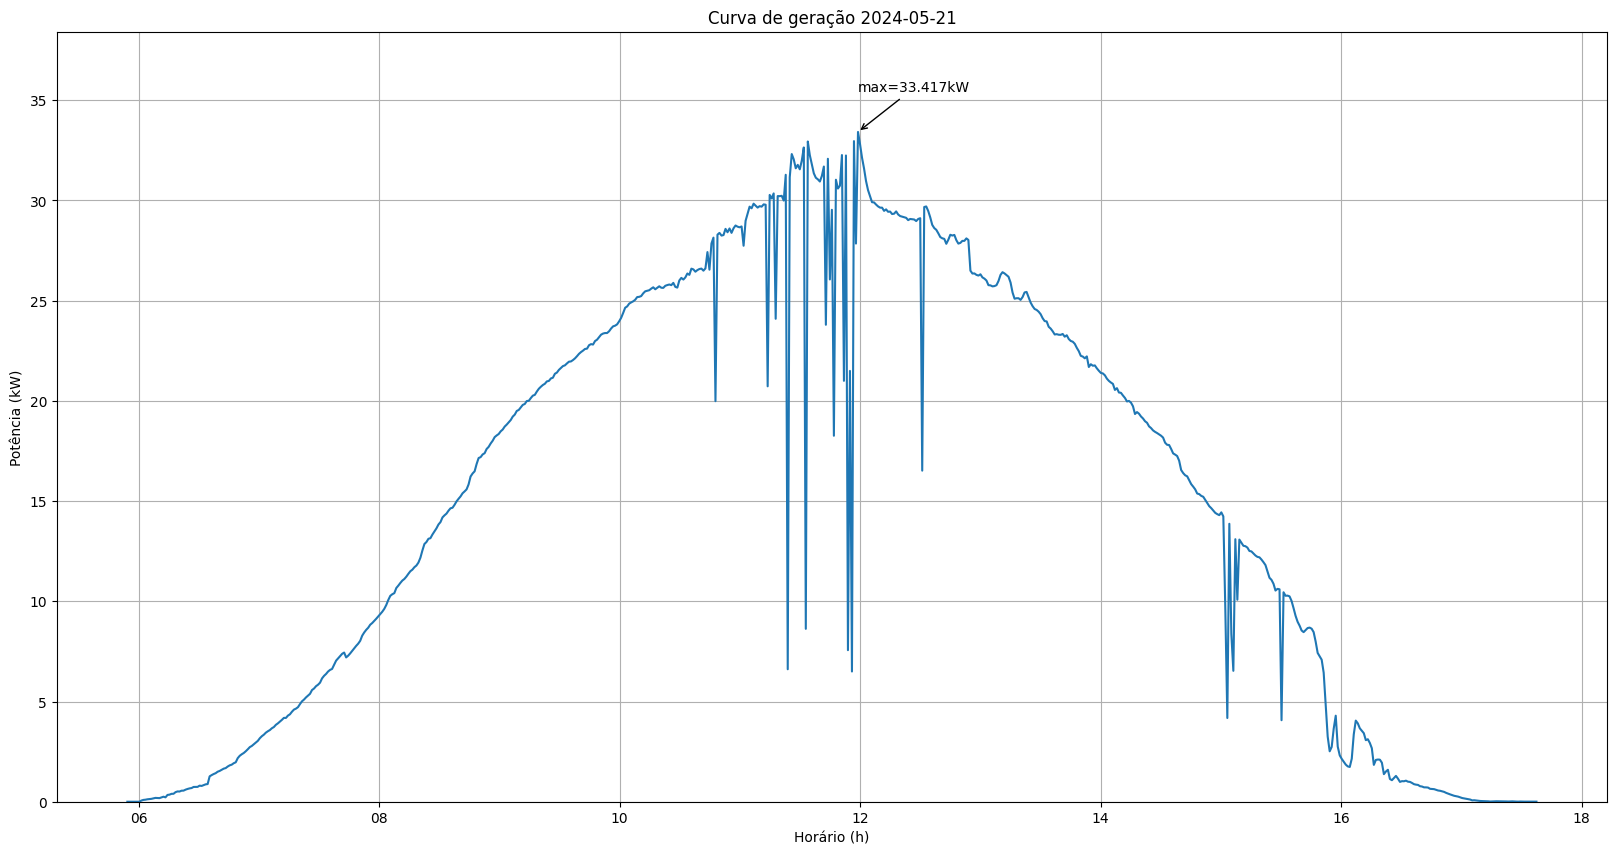 Curva de geração 2024-05-21
max=33.417kW
Potência (kW)
35
30
25
20
15
10
5
0
06 08 10 12 14 16 18
Horário (h)